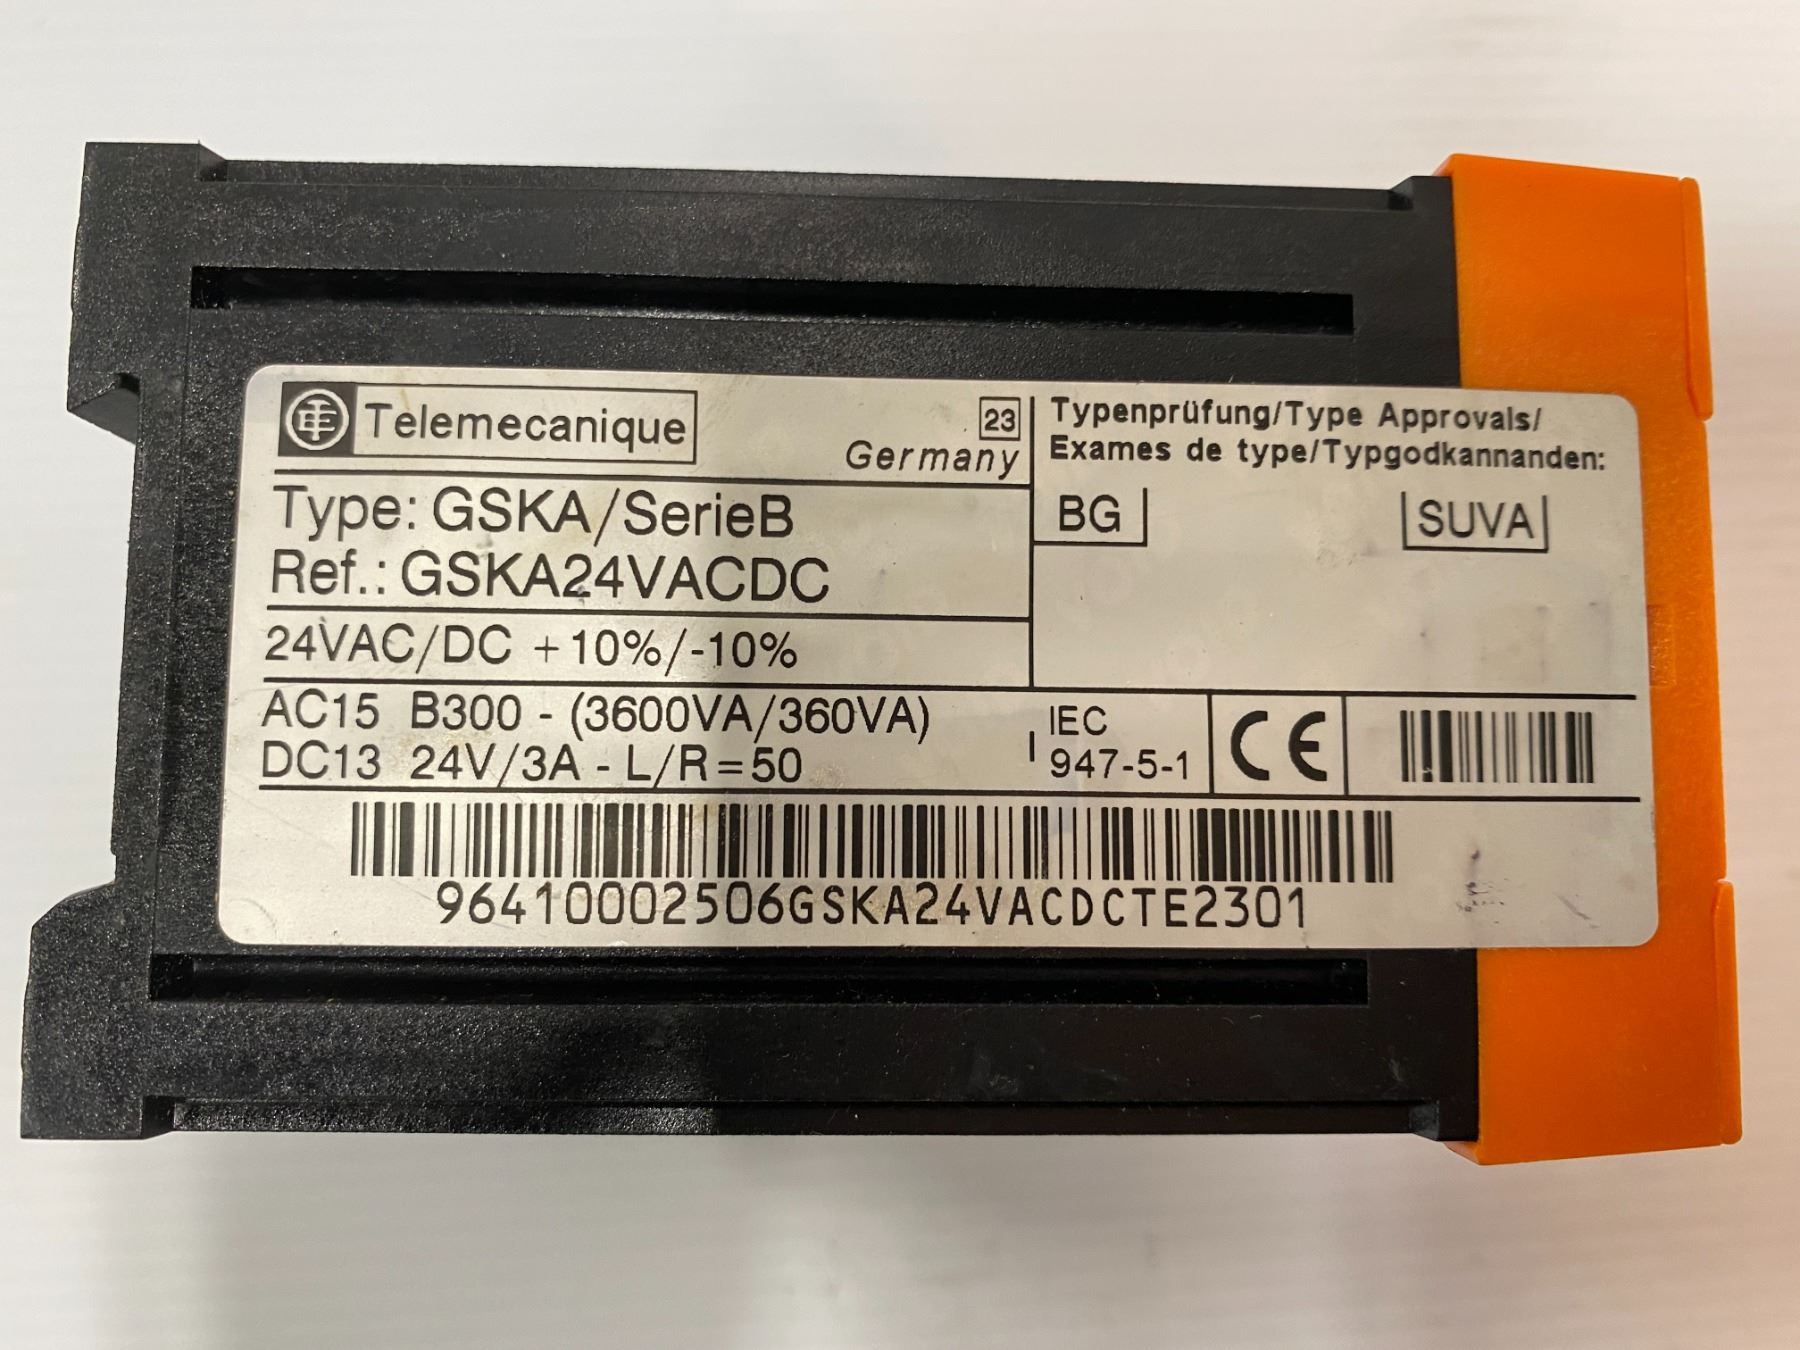 TE Telemecanique
23
Germany
Typenprüfung/Type Approvals/
Exames de type/Typgodkannanden:
BG
SUVA
Type: GSKA/SerieB
Ref.: GSKA24VACDC
24VAC/DC +10%/-10%
AC15 B300 - (3600VA/360VA)
DC13 24V/3A - L/R=50
IEC
947-5-1
CE
96410002506GSKA24VACDCTE2301